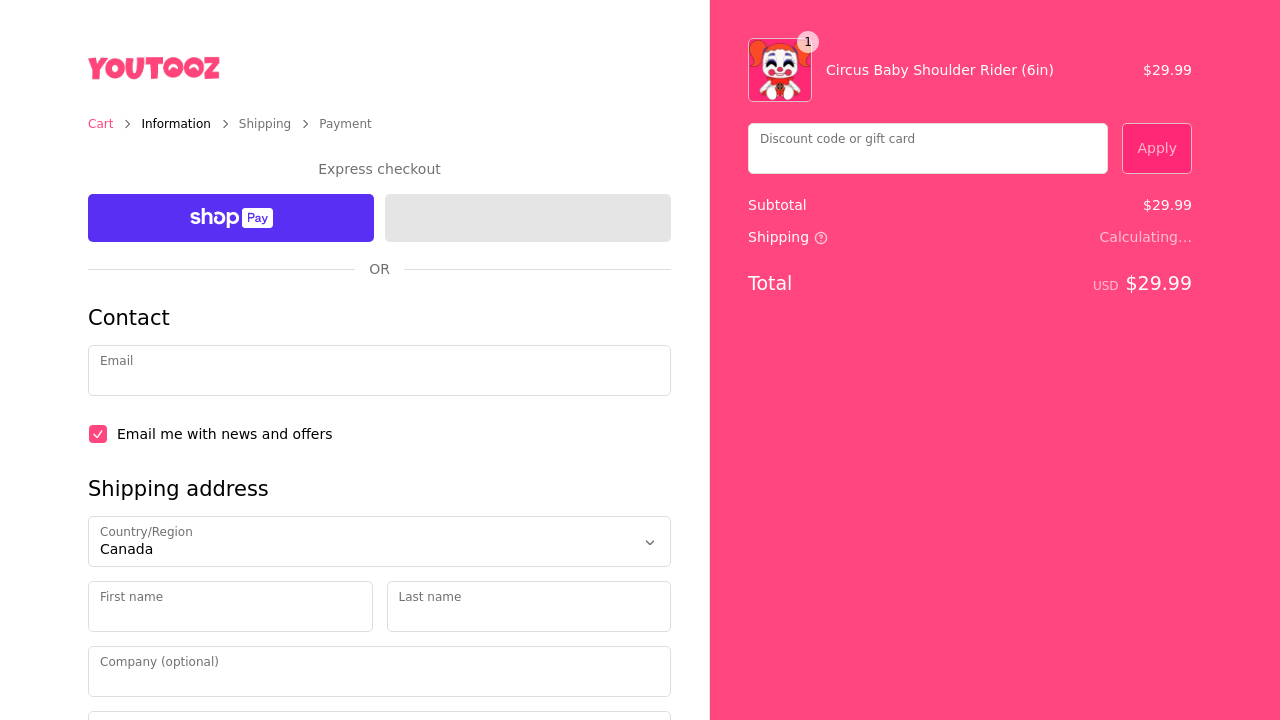 YOUTOOZ
Cart > Information > Shipping > Payment
Express checkout
shop Pay
OR
Contact
Email
Email me with news and offers
Shipping address
Country/Region
Canada
First name
Last name
Company (optional)
1
Circus Baby Shoulder Rider (6in) $29.99
Discount code or gift card
Apply
Subtotal $29.99
Shipping Calculating...
Total USD $29.99